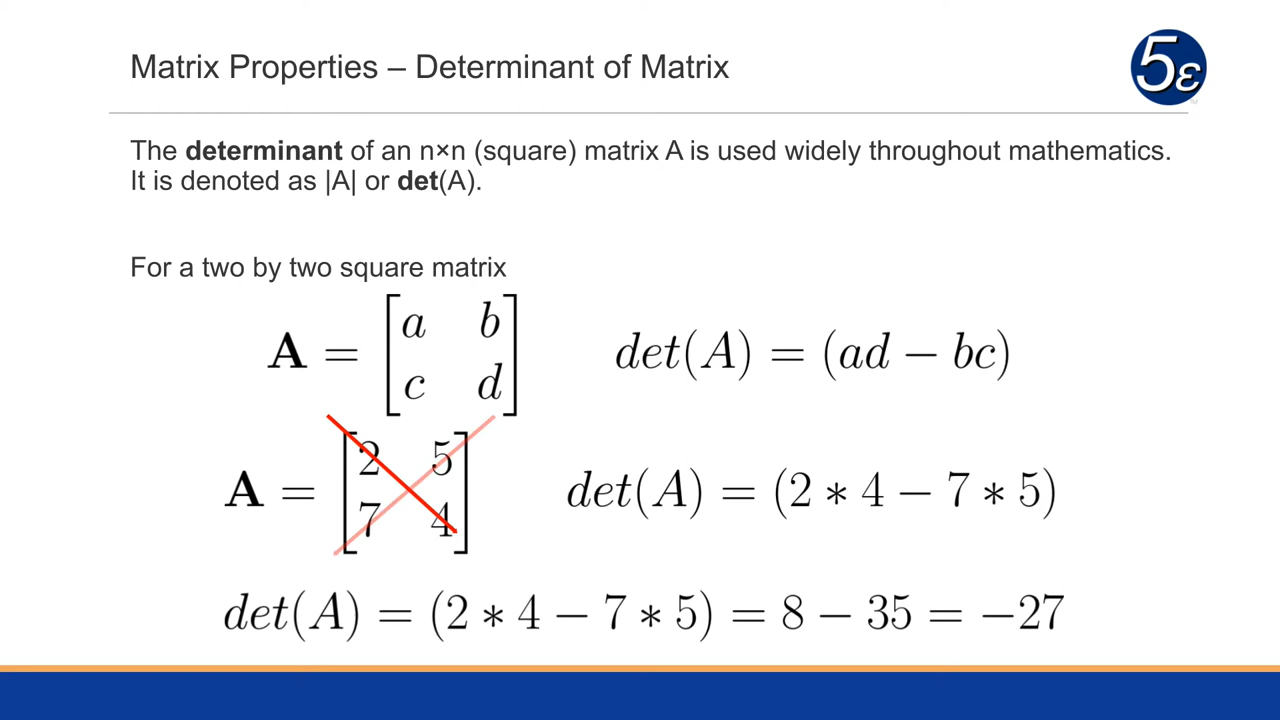 Matrix Properties – Determinant of Matrix
5ε
TM
The determinant of an n×n (square) matrix A is used widely throughout mathematics.
It is denoted as |A| or det(A).
For a two by two square matrix
A = [a b
c d]
det(A) = (ad − bc)
A = [2 5
7 4]
det(A) = (2 * 4 − 7 * 5)
det(A) = (2 * 4 − 7 * 5) = 8 − 35 = −27